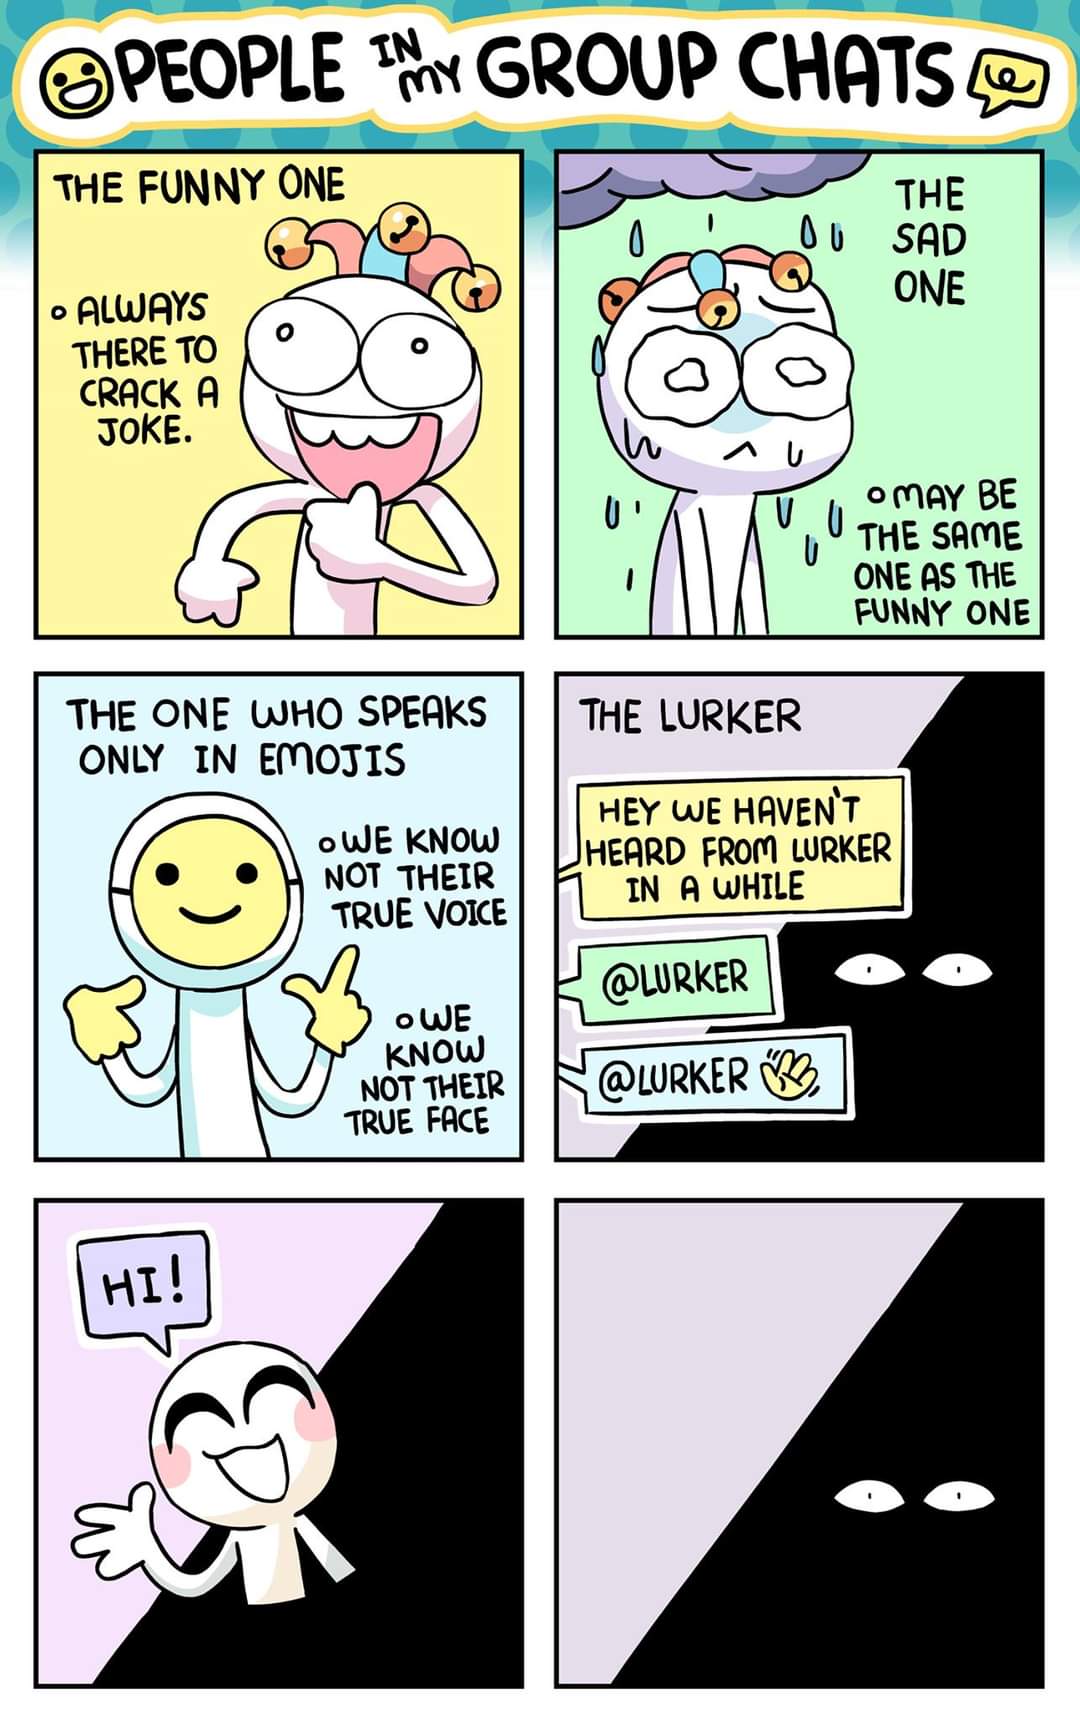 PEOPLE IN MY GROUP CHATS
THE FUNNY ONE
ALWAYS
THERE TO
CRACK A
JOKE.
THE
SAD
ONE
MAY BE
THE SAME
ONE AS THE
FUNNY ONE
THE ONE WHO SPEAKS
ONLY IN EMOJIS
WE KNOW
NOT THEIR
TRUE VOICE
WE
KNOW
NOT THEIR
TRUE FACE
THE LURKER
HEY WE HAVEN'T
HEARD FROM LURKER
IN A WHILE
@LURKER
@LURKER 👋
HI!